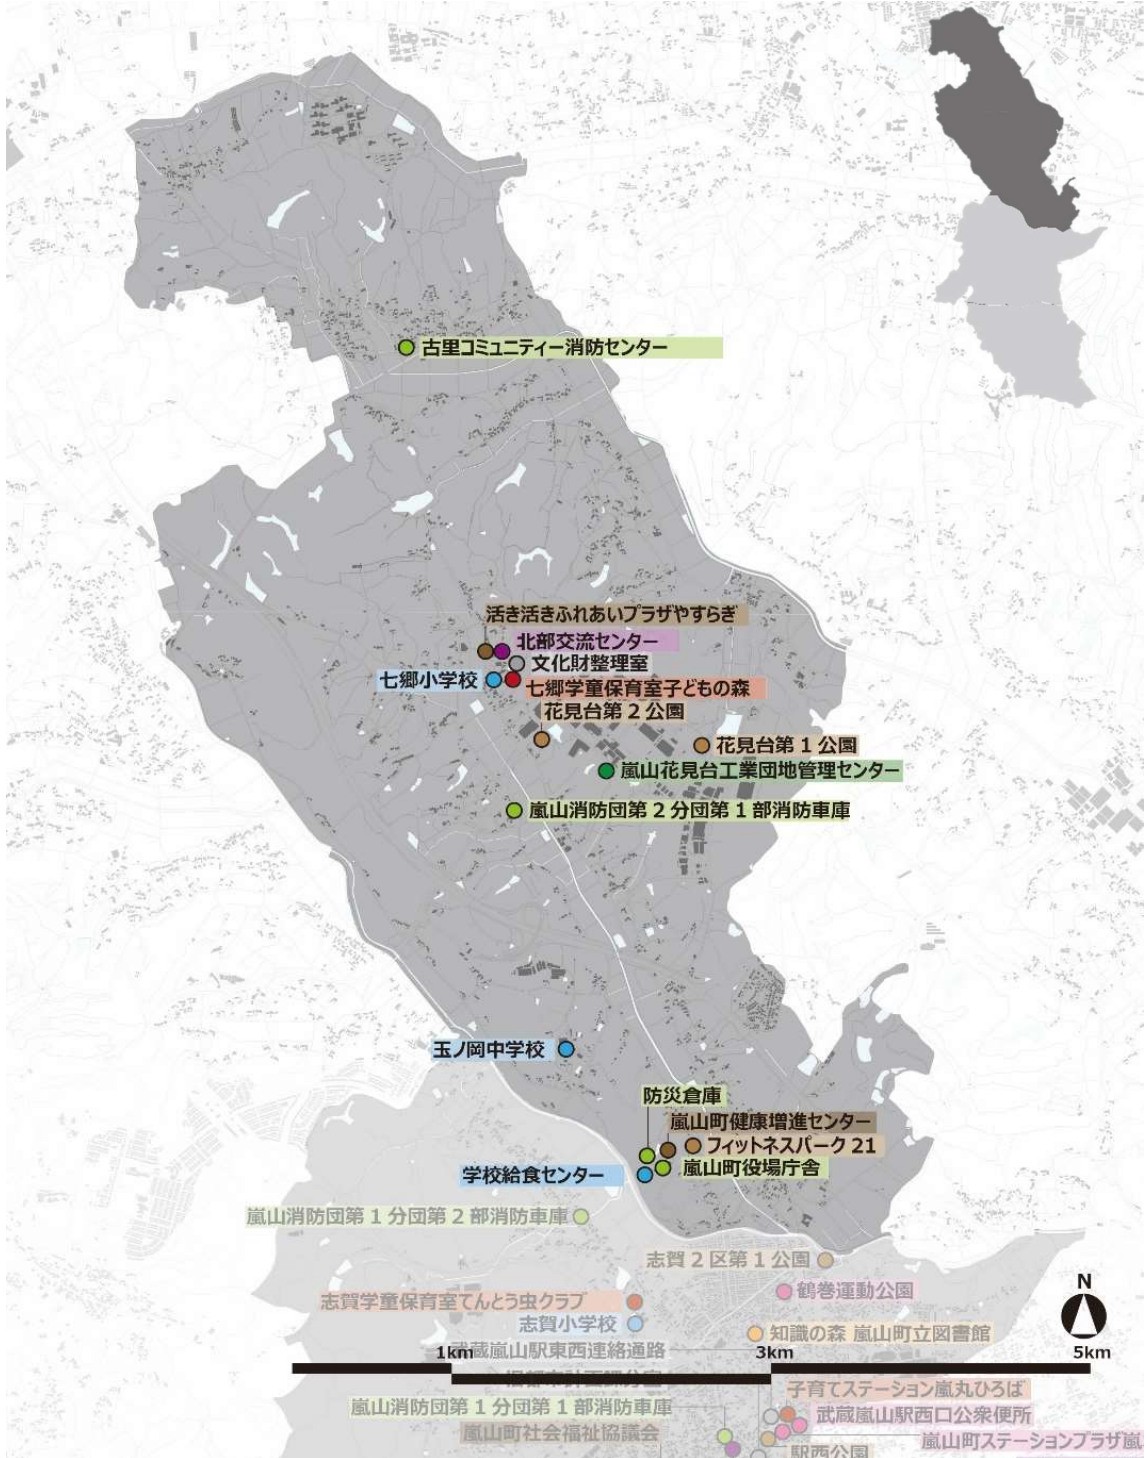 古里コミュニティー消防センター
活き活きふれあいプラザやすらぎ
北部交流センター
文化財整理室
七郷小学校
七郷学童保育室子どもの森
花見台第2公園
花見台第1公園
嵐山花見台工業団地管理センター
嵐山消防団第2分団第1部消防車庫
玉ノ岡中学校
防災倉庫
嵐山町健康増進センター
フィットネスパーク21
嵐山町役場庁舎
学校給食センター
嵐山消防団第1分団第2部消防車庫
志賀2区第1公園
N
鶴巻運動公園
志賀学童保育室てんとう虫クラブ
志賀小学校
知識の森 嵐山町立図書館
武蔵嵐山駅東西連絡通路
1km
3km
5km
子育てステーション嵐丸ひろば
嵐山消防団第1分団第1部消防車庫
武蔵嵐山駅西口公衆便所
嵐山町社会福祉協議会
嵐山町ステーションプラザ嵐
駅西公園